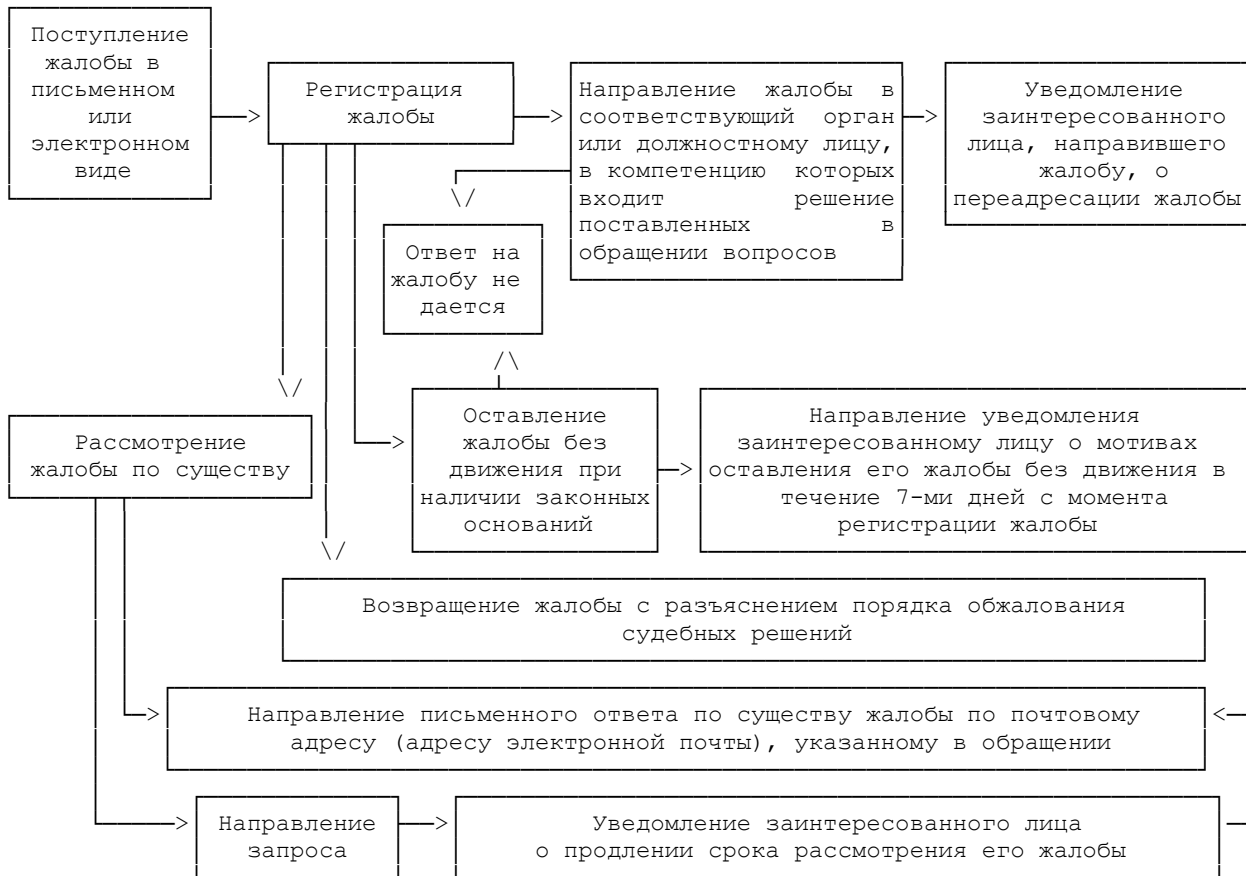 Поступление
жалобы в
письменном
или
электронном
виде
Регистрация
жалобы
Направление жалобы в
соответствующий орган
или должностному лицу,
в компетенцию которых
входит решение
поставленных в
обращении вопросов
Уведомление
заинтересованного
лица, направившего
жалобу, о
переадресации жалобы
Ответ на
жалобу не
дается
Рассмотрение
жалобы по существу
Оставление
жалобы без
движения при
наличии законных
оснований
Направление уведомления
заинтересованному лицу о мотивах
оставления его жалобы без движения в
течение 7-ми дней с момента
регистрации жалобы
Возвращение жалобы с разъяснением порядка обжалования
судебных решений
Направление письменного ответа по существу жалобы по почтовому
адресу (адресу электронной почты), указанному в обращении
Направление
запроса
Уведомление заинтересованного лица
о продлении срока рассмотрения его жалобы